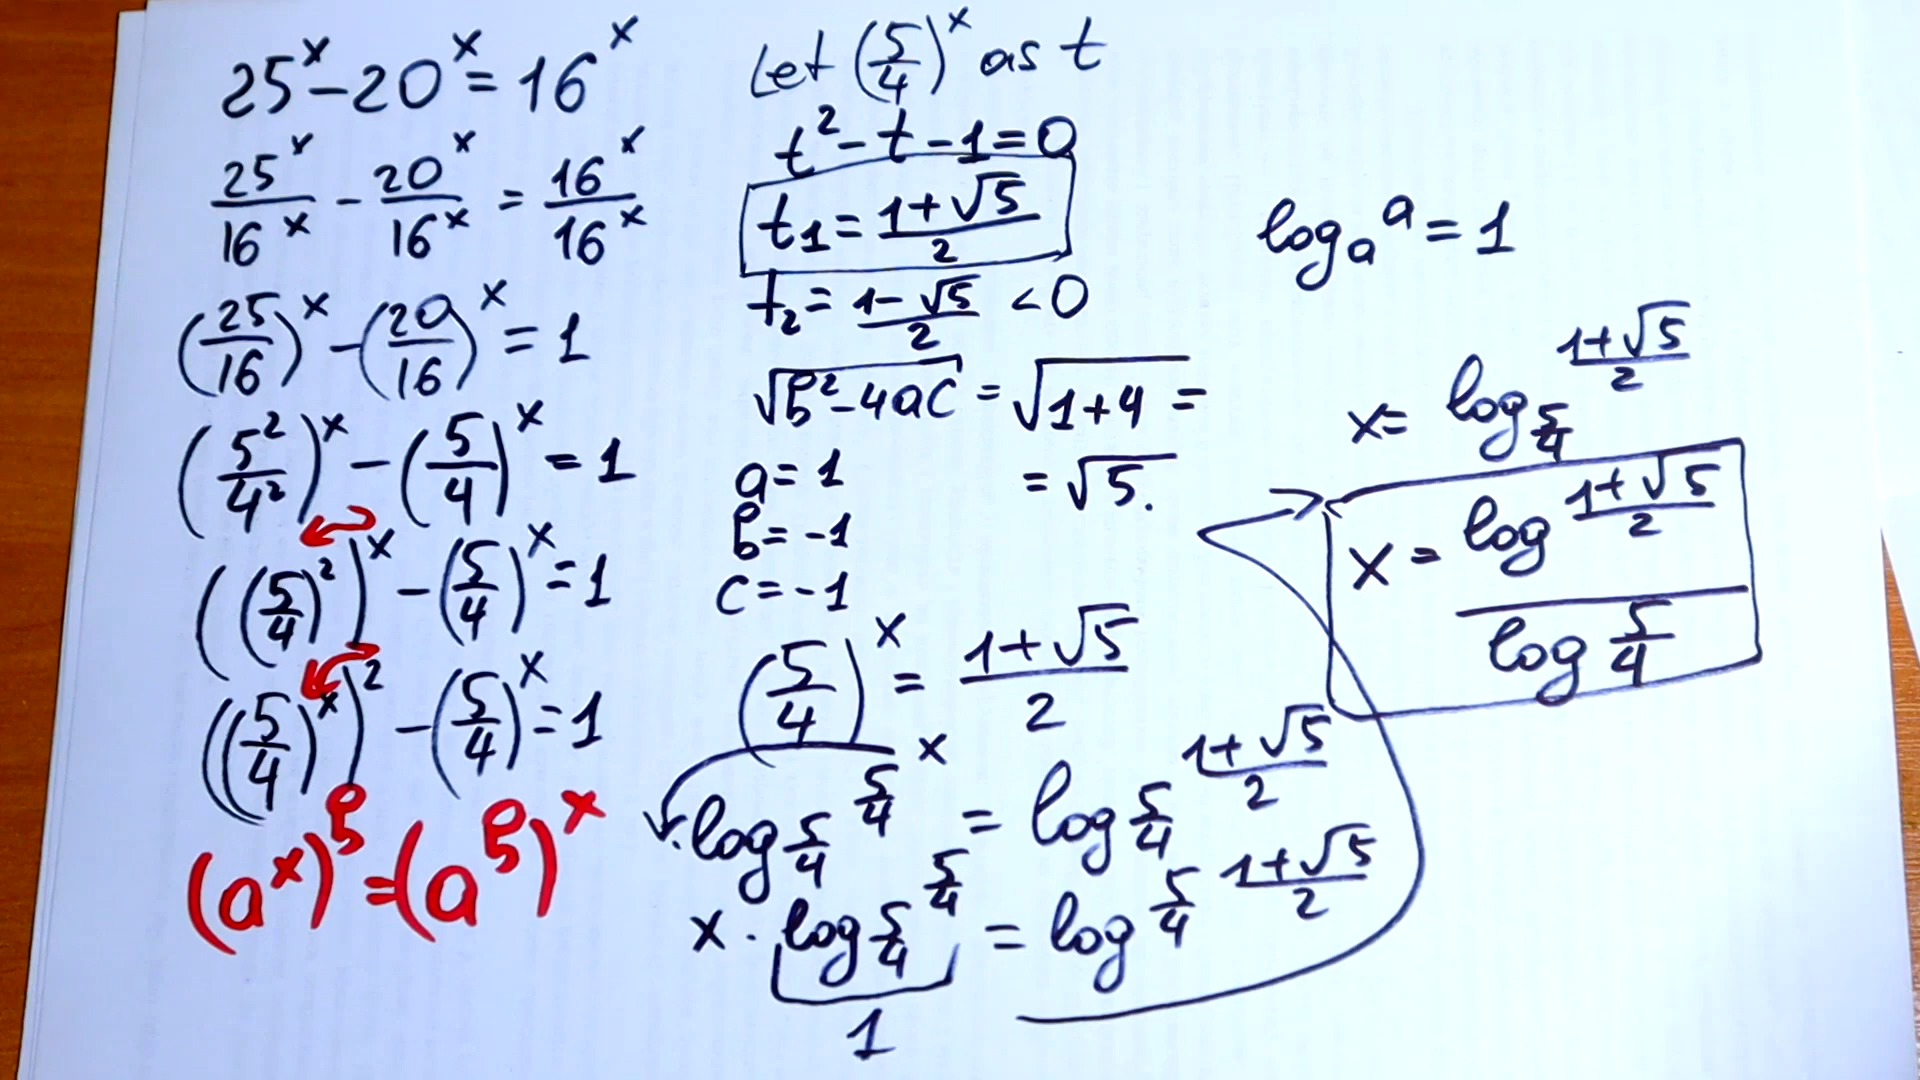 25^x - 20^x = 16^x
25^x/16^x - 20^x/16^x = 16^x/16^x
(25/16)^x - (20/16)^x = 1
(5²/4²)^x - (5/4)^x = 1
((5/4)²)^x - (5/4)^x = 1
((5/4)^x)² - (5/4)^x = 1
(a^x)^b = (a^b)^x
Let (5/4)^x as t
t² - t - 1 = 0
t₁ = (1+√5)/2
t₂ = (1-√5)/2 < 0
√(b²-4ac) = √(1+4) =
= √5.
a = 1
b = -1
c = -1
(5/4)^x = (1+√5)/2
log_(5/4) (5/4)^x = log_(5/4) (1+√5)/2
x · log_(5/4) 5/4 = log_(5/4) (1+√5)/2
1
log_a a = 1
x = log_(5/4) (1+√5)/2
x = log (1+√5)/2 / log 5/4